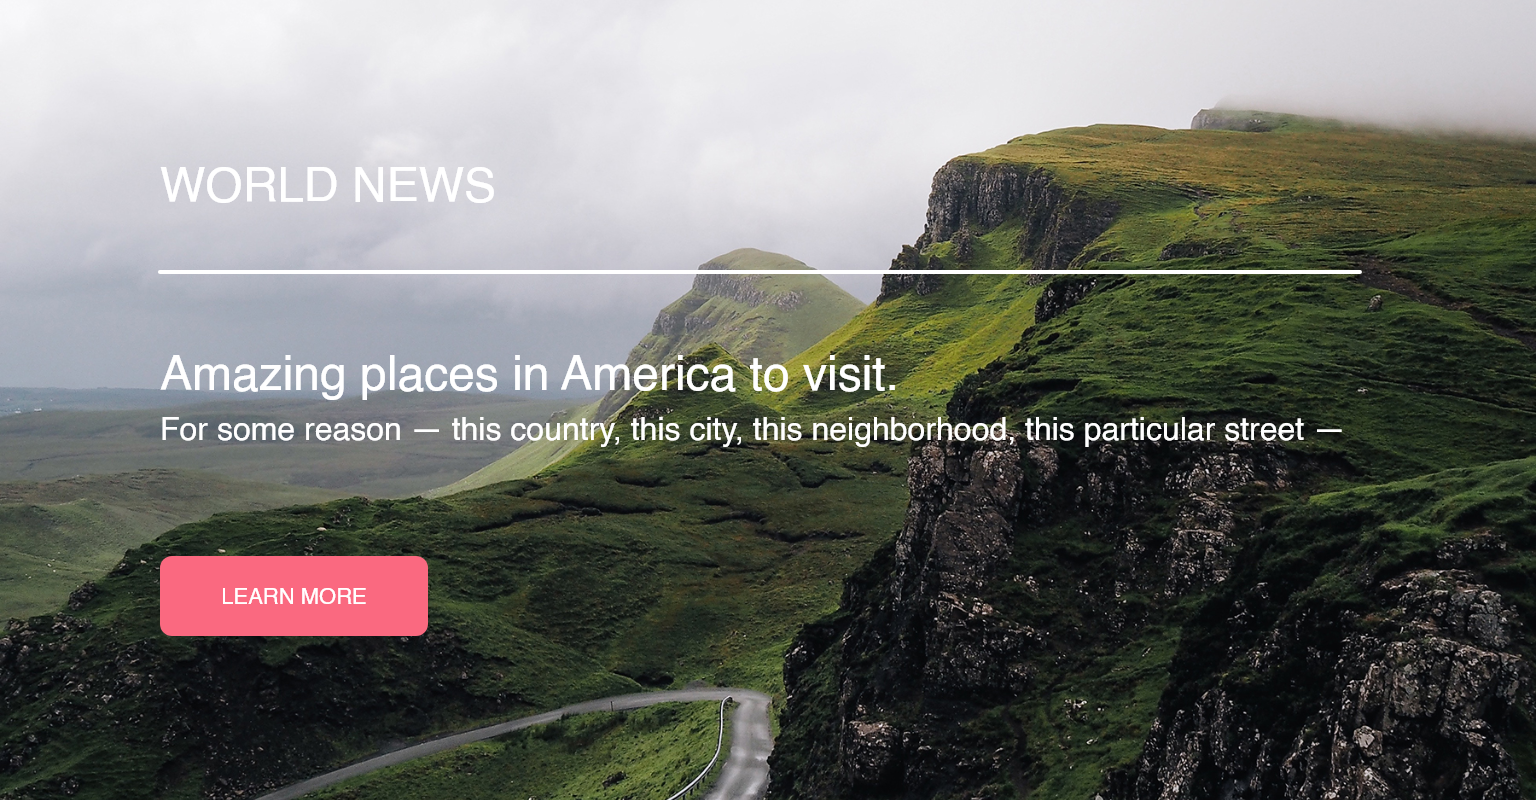 WORLD NEWS
Amazing places in America to visit.
For some reason — this country, this city, this neighborhood, this particular street —
LEARN MORE